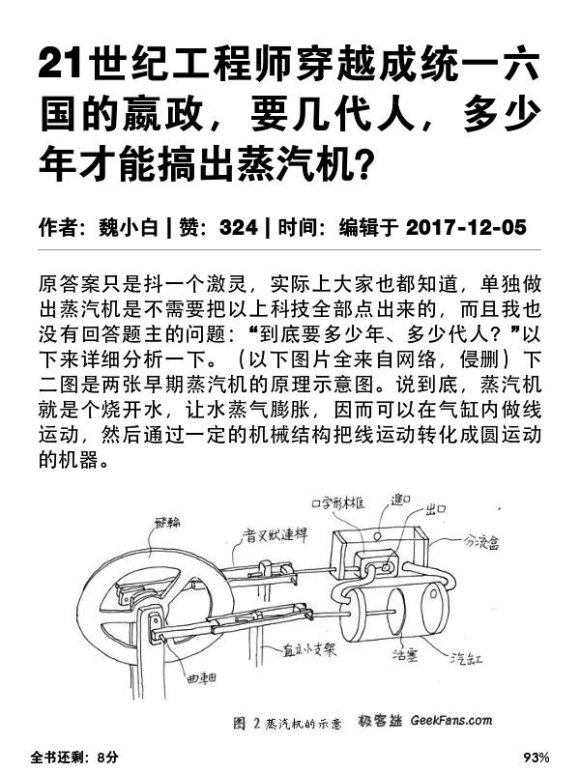 21世纪工程师穿越成统一六
国的嬴政，要几代人，多少
年才能搞出蒸汽机？
作者：魏小白 | 赞：324 | 时间：编辑于 2017-12-05
原答案只是抖一个激灵，实际上大家也都知道，单独做
出蒸汽机是不需要把以上科技全部点出来的，而且我也
没有回答题主的问题：“到底要多少年、多少代人？”以
下来详细分析一下。（以下图片全来自网络，侵删）下
二图是两张早期蒸汽机的原理示意图。说到底，蒸汽机
就是个烧开水，让水蒸气膨胀，因而可以在气缸内做线
运动，然后通过一定的机械结构把线运动转化成圆运动
的机器。
口字形木框
進口
出口
飛輪
音叉狀連桿
分流盒
直立小支架
曲軸
活塞
汽缸
图 2 蒸汽机的示意 极客迷 GeekFans.com
全书还剩：8分 93%